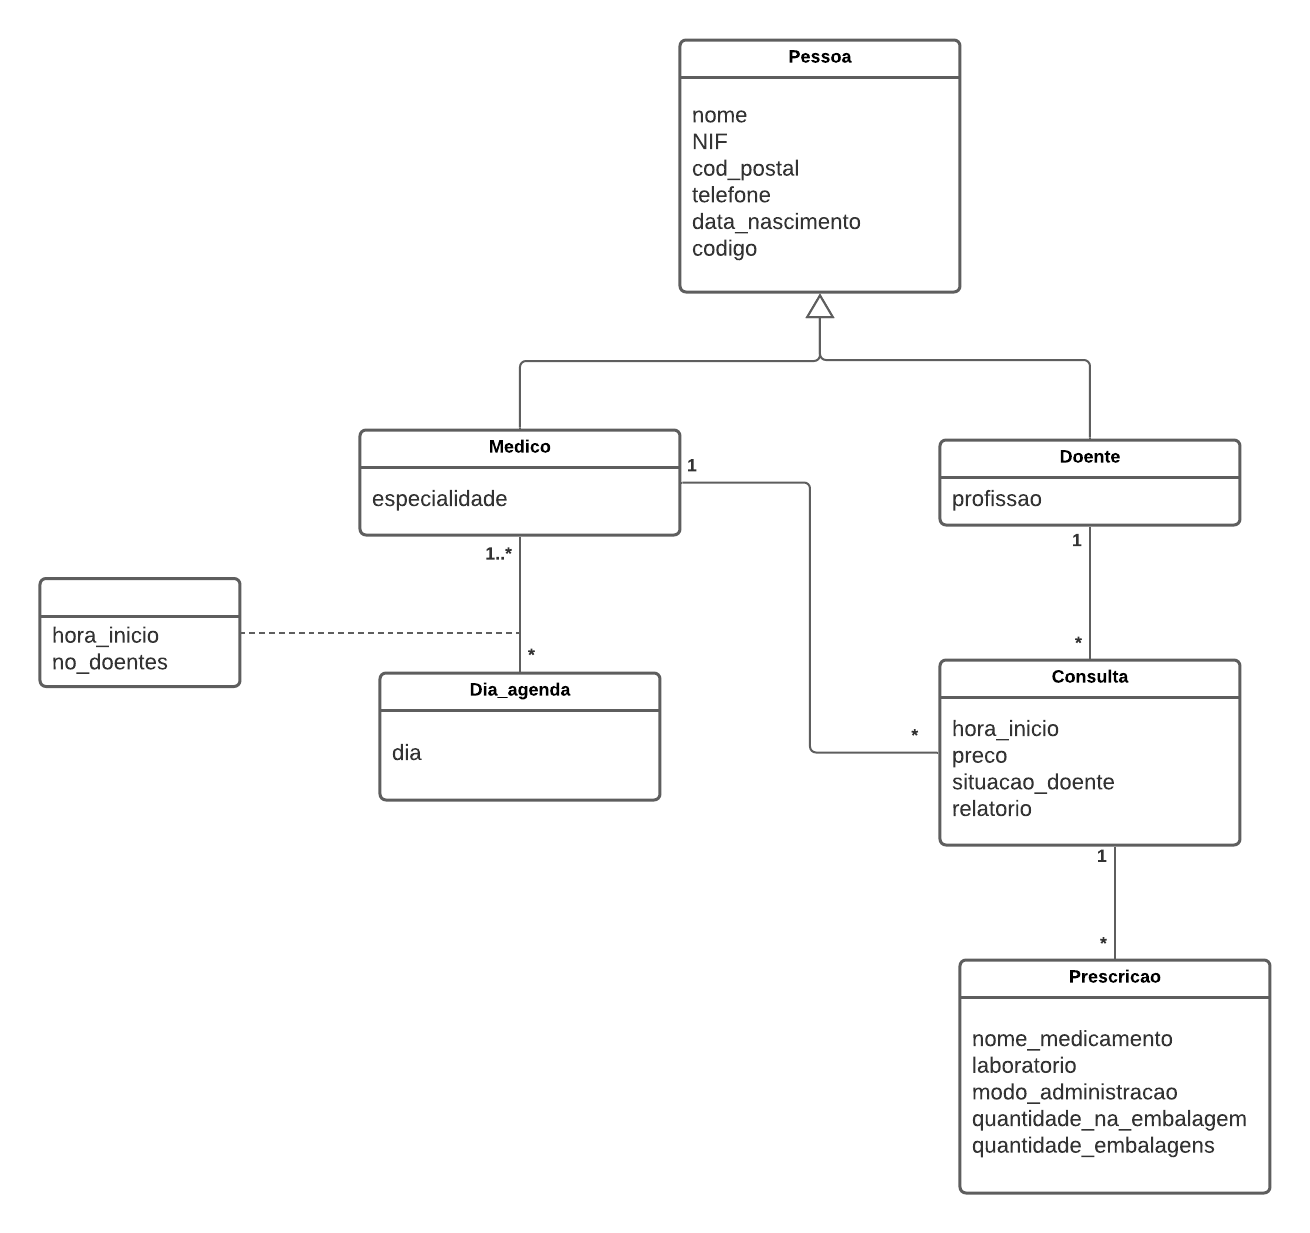 Pessoa
nome
NIF
cod_postal
telefone
data_nascimento
codigo
Medico
especialidade
1
Doente
profissao
1
1..*
hora_inicio
no_doentes
*
Dia_agenda
dia
*
Consulta
hora_inicio
preco
situacao_doente
relatorio
*
1
*
Prescricao
nome_medicamento
laboratorio
modo_administracao
quantidade_na_embalagem
quantidade_embalagens